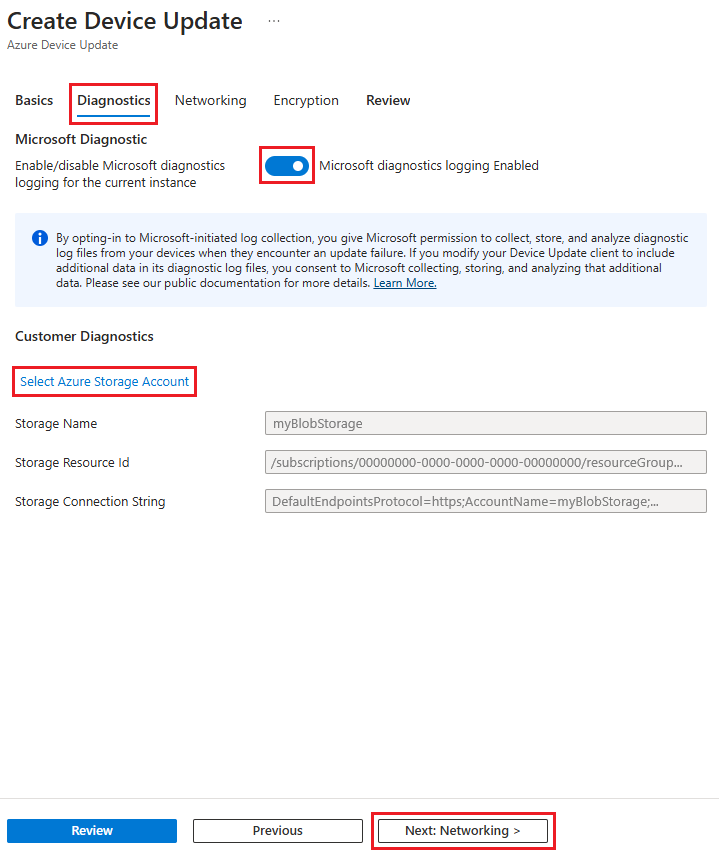 Create Device Update ...
Azure Device Update
Basics Diagnostics Networking Encryption Review
Microsoft Diagnostic
Enable/disable Microsoft diagnostics
logging for the current instance
Microsoft diagnostics logging Enabled
By opting-in to Microsoft-initiated log collection, you give Microsoft permission to collect, store, and analyze diagnostic
log files from your devices when they encounter an update failure. If you modify your Device Update client to include
additional data in its diagnostic log files, you consent to Microsoft collecting, storing, and analyzing that additional
data. Please see our public documentation for more details. Learn More.
Customer Diagnostics
Select Azure Storage Account
Storage Name myBlobStorage
Storage Resource Id /subscriptions/00000000-0000-0000-0000-00000000/resourceGroup...
Storage Connection String DefaultEndpointsProtocol=https;AccountName=myBlobStorage;...
Review Previous Next: Networking >